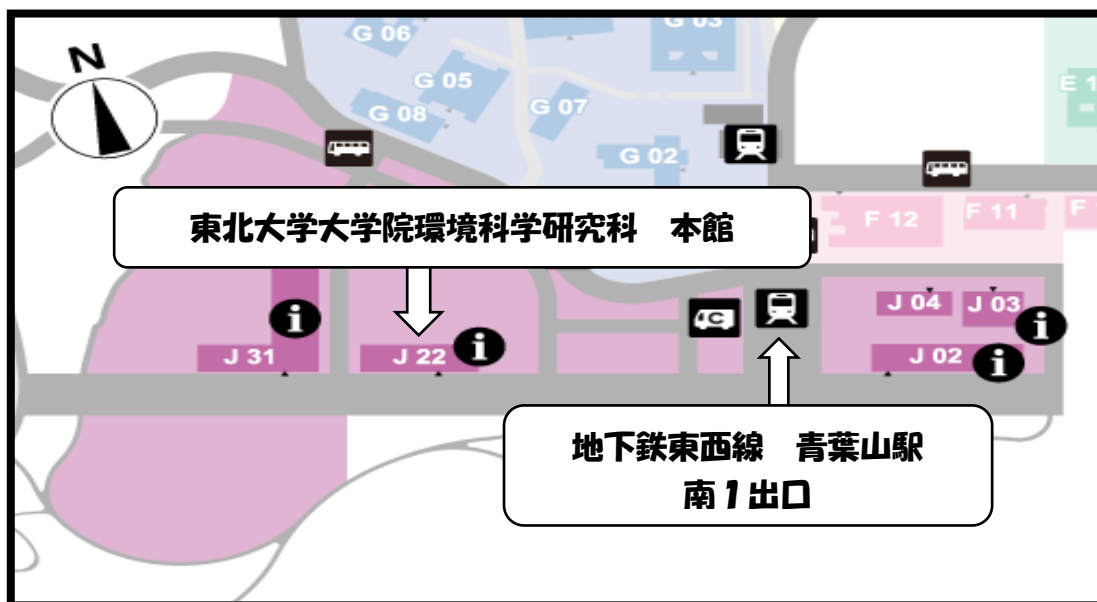 N
G 06
G 03
G 05
G 08
G 07
G 02
E 1
東北大学大学院環境科学研究科　本館
F 12
F 11
F
J 04
J 03
C
J 31
J 22
J 02
地下鉄東西線　青葉山駅
南1出口